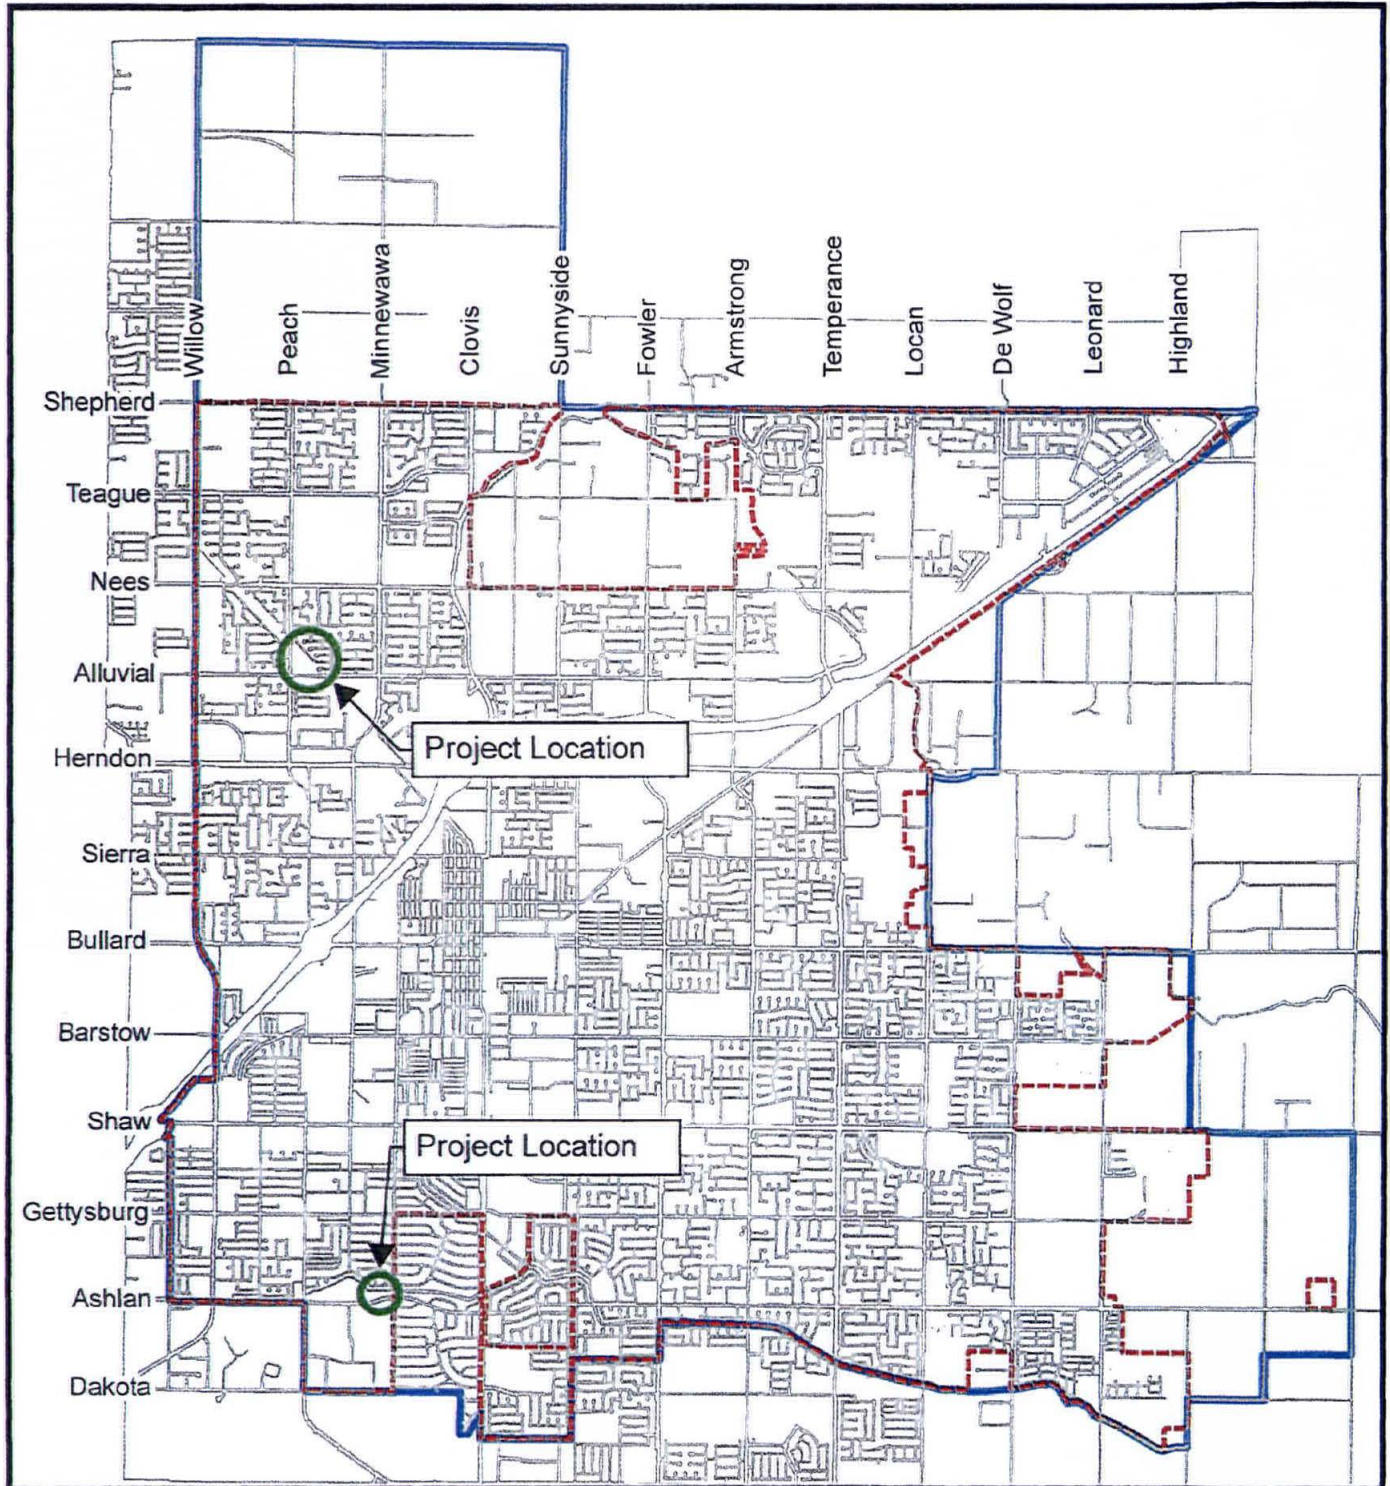 Willow
Peach
Minnewawa
Clovis
Sunnyside
Fowler
Armstrong
Temperance
Locan
De Wolf
Leonard
Highland
Shepherd
Teague
Nees
Alluvial
Project Location
Herndon
Sierra
Bullard
Barstow
Shaw
Project Location
Gettysburg
Ashlan
Dakota